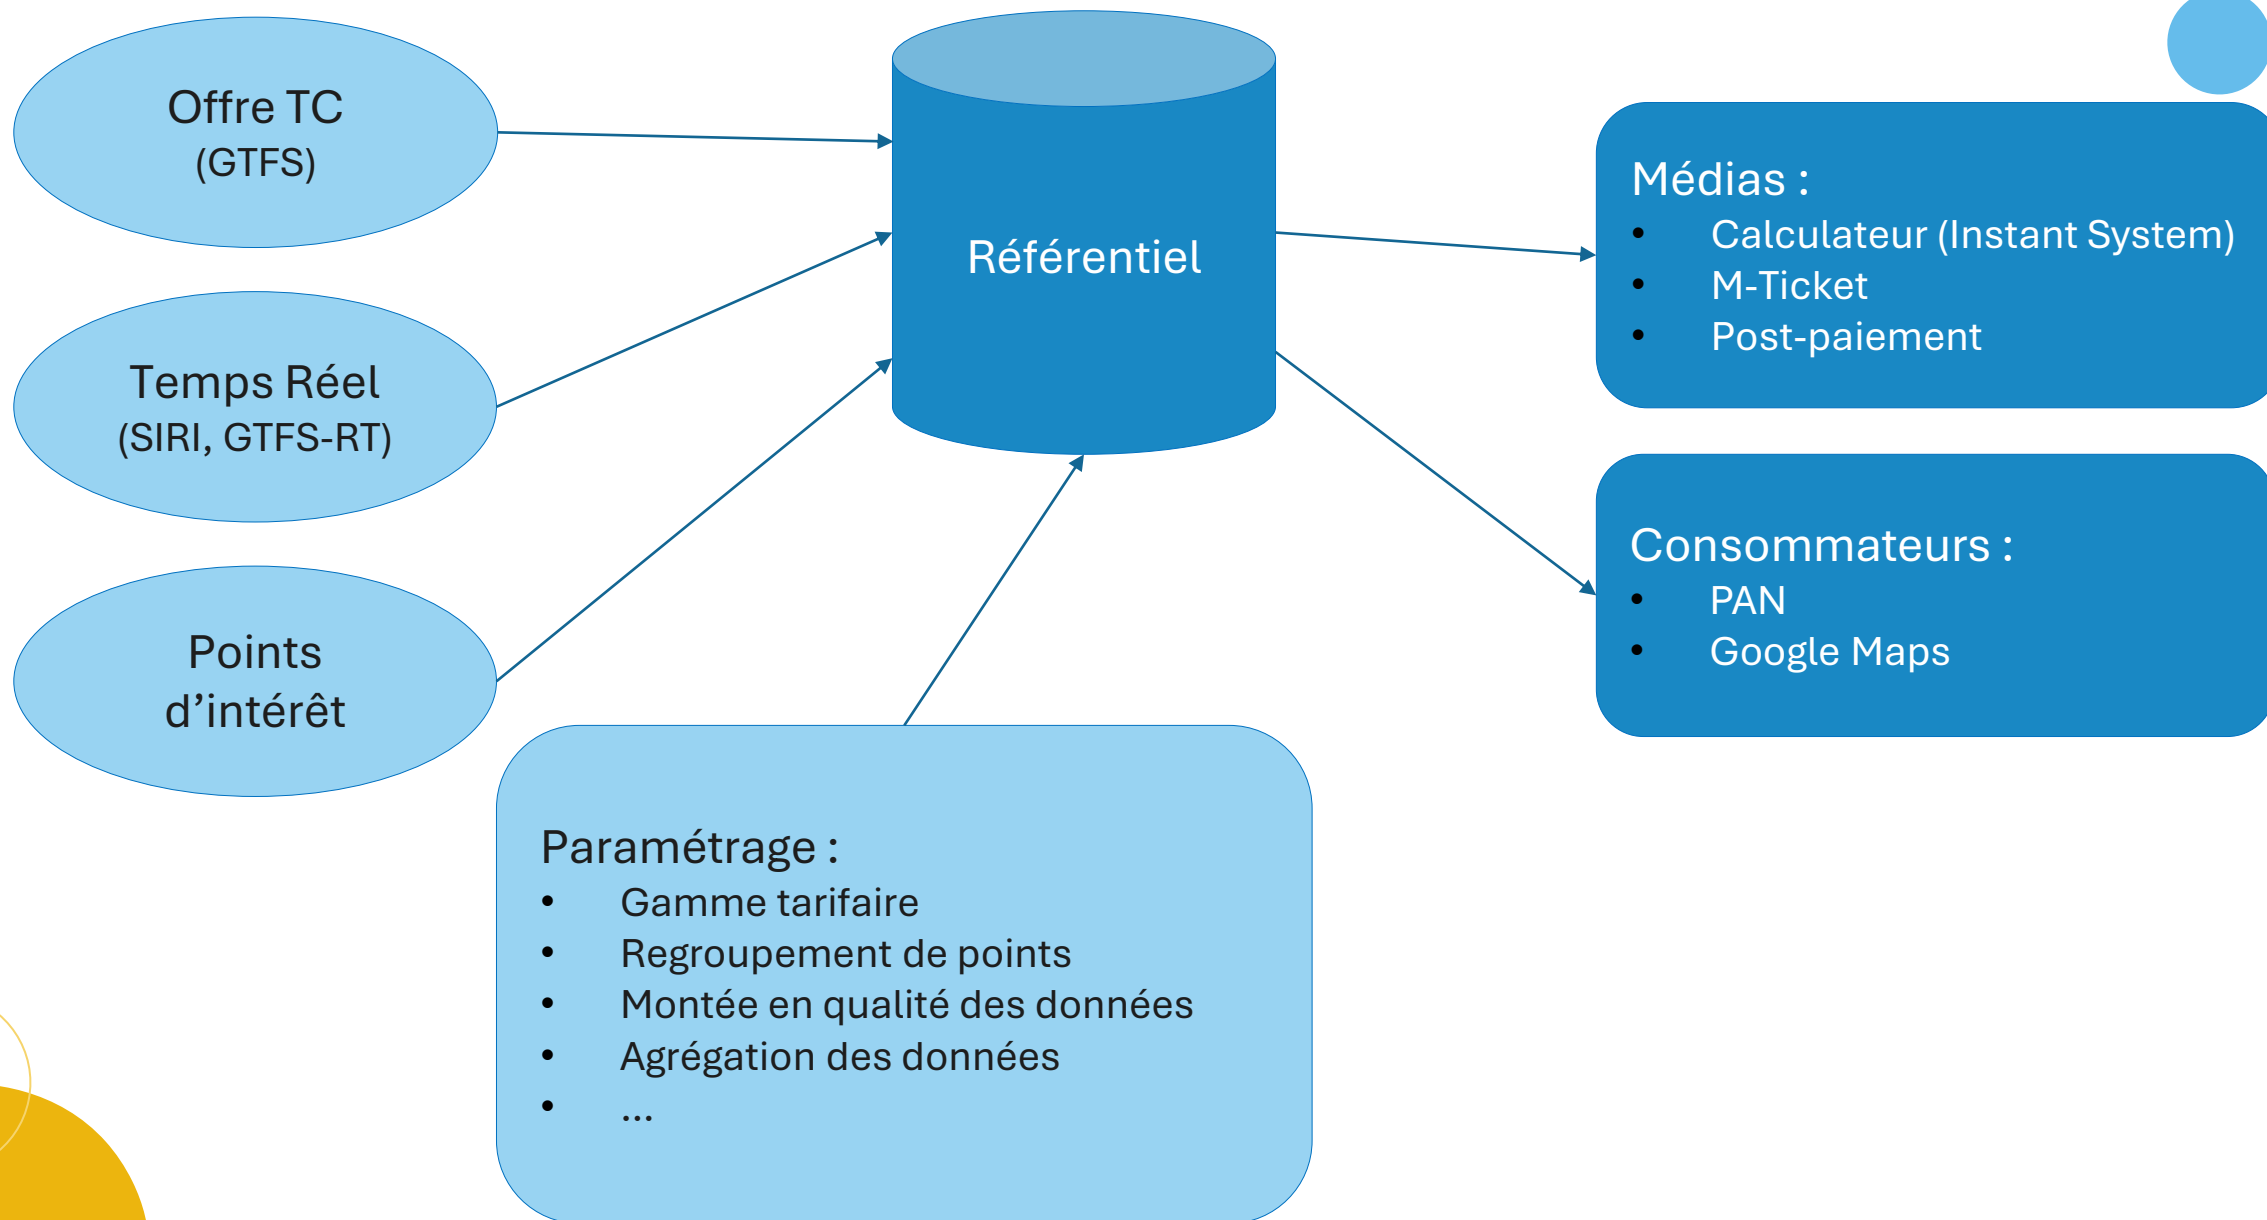 Offre TC
(GTFS)
Temps Réel
(SIRI, GTFS-RT)
Points
d’intérêt
Référentiel
Paramétrage :
• Gamme tarifaire
• Regroupement de points
• Montée en qualité des données
• Agrégation des données
• ...
Médias :
• Calculateur (Instant System)
• M-Ticket
• Post-paiement
Consommateurs :
• PAN
• Google Maps